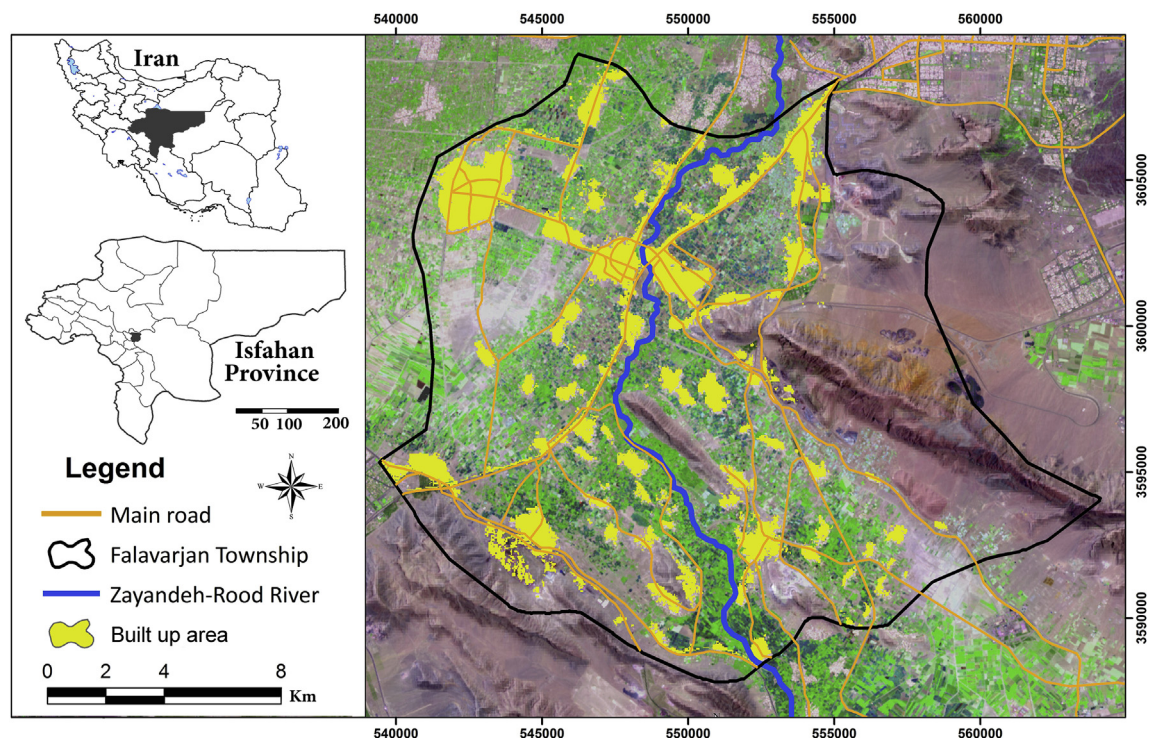 540000 545000 550000 555000 560000
Iran
Isfahan
Province
50 100 200
Legend
N
W E
S
Main road
Falavarjan Township
Zayandeh-Rood River
Built up area
0 2 4 8
Km
3605000
3600000
3595000
3590000
540000 545000 550000 555000 560000